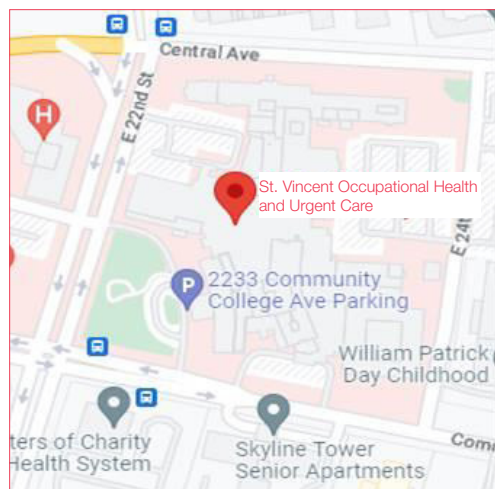 Central Ave
E 22nd St
H
St. Vincent Occupational Health
and Urgent Care
E 24th
P
2233 Community
College Ave Parking
William Patrick
Day Childhood
ters of Charity
Health System
Skyline Tower
Senior Apartments
Com